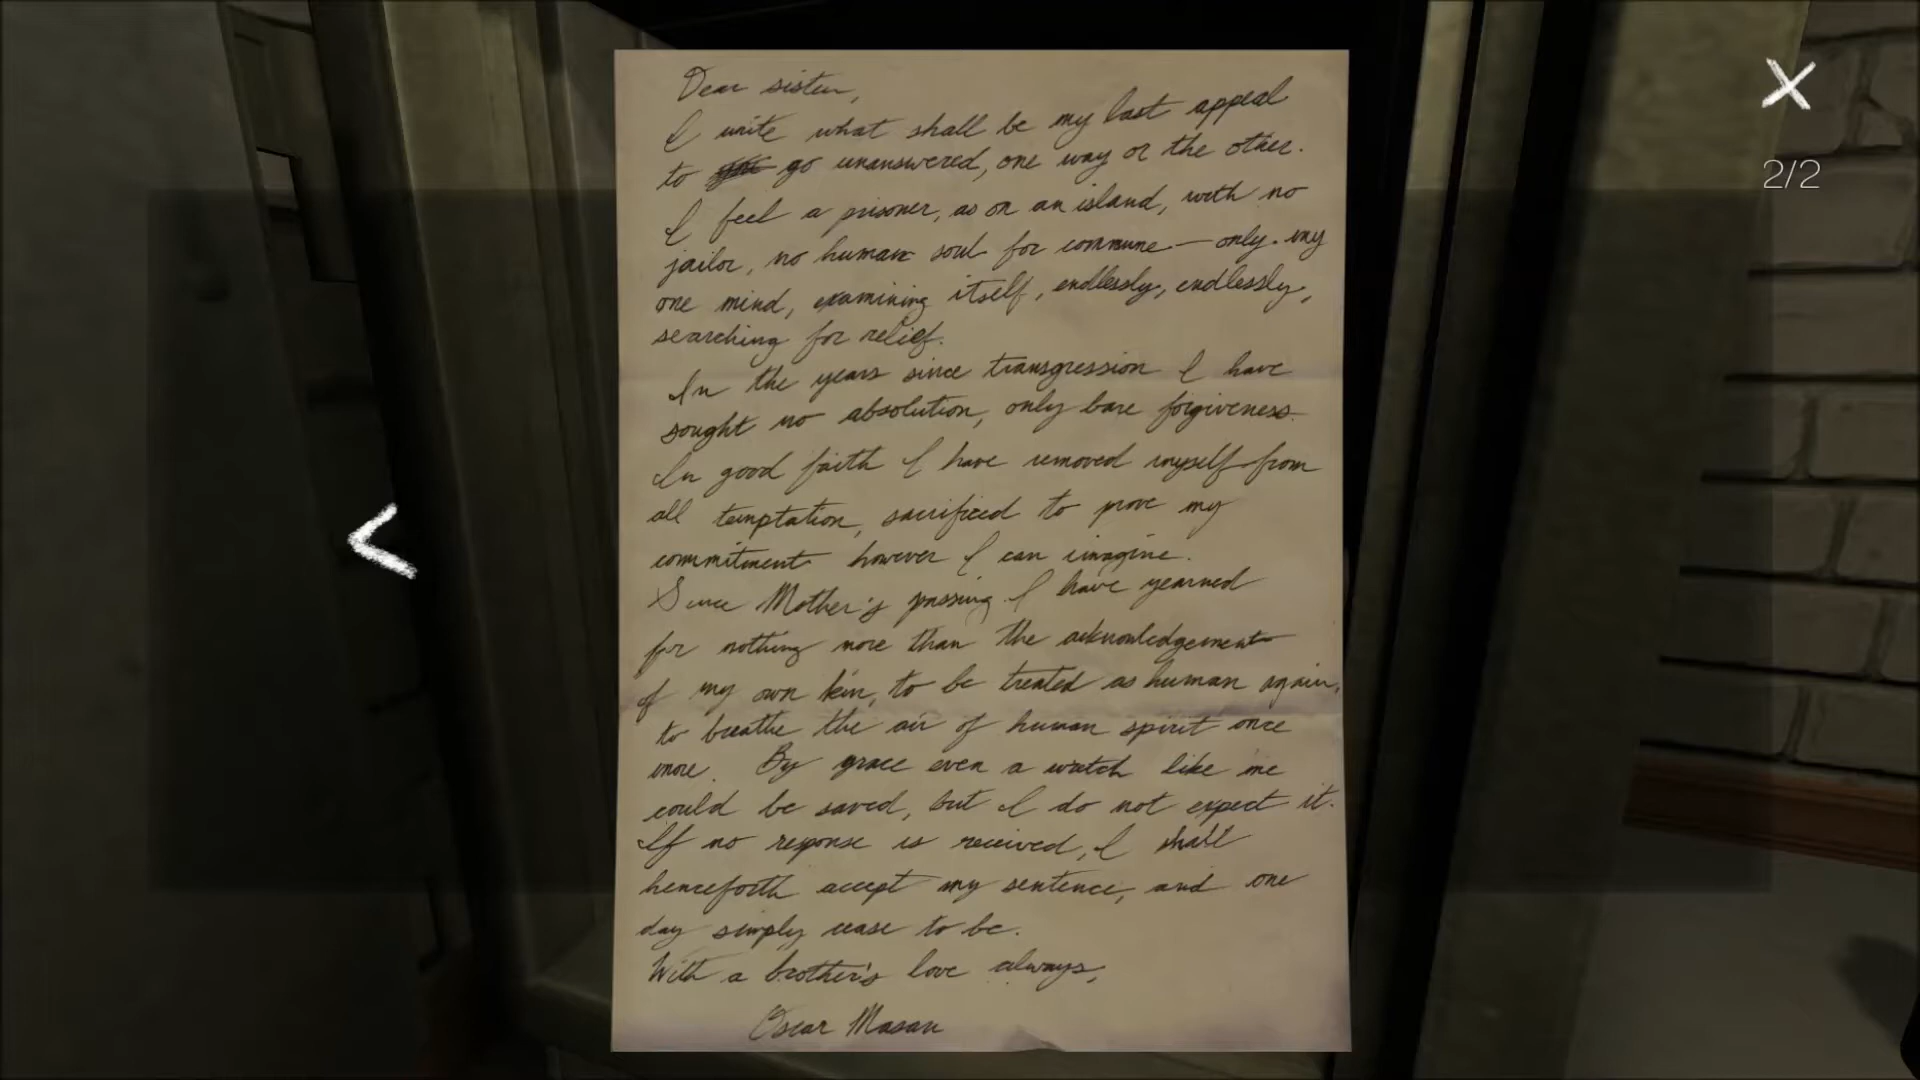 Dear sister,
I write what shall be my last appeal
to go unanswered, one way or the other.
I feel a prisoner, as on an island, with no
jailor, no human soul for commune — only my
one mind, examining itself, endlessly, endlessly,
searching for relief.
In the years since transgression I have
sought no absolution, only bare forgiveness.
In good faith I have removed myself from
all temptation, sacrificed to prove my
commitment however I can imagine.
Since Mother's passing I have yearned
for nothing more than the acknowledgement
of my own kin, to be treated as human again,
to breathe the air of human spirit once
more. By grace even a wretch like me
could be saved, but I do not expect it.
If no response is received, I shall
henceforth accept my sentence, and one
day simply cease to be.
With a brother's love always,
Oscar Masan
2/2